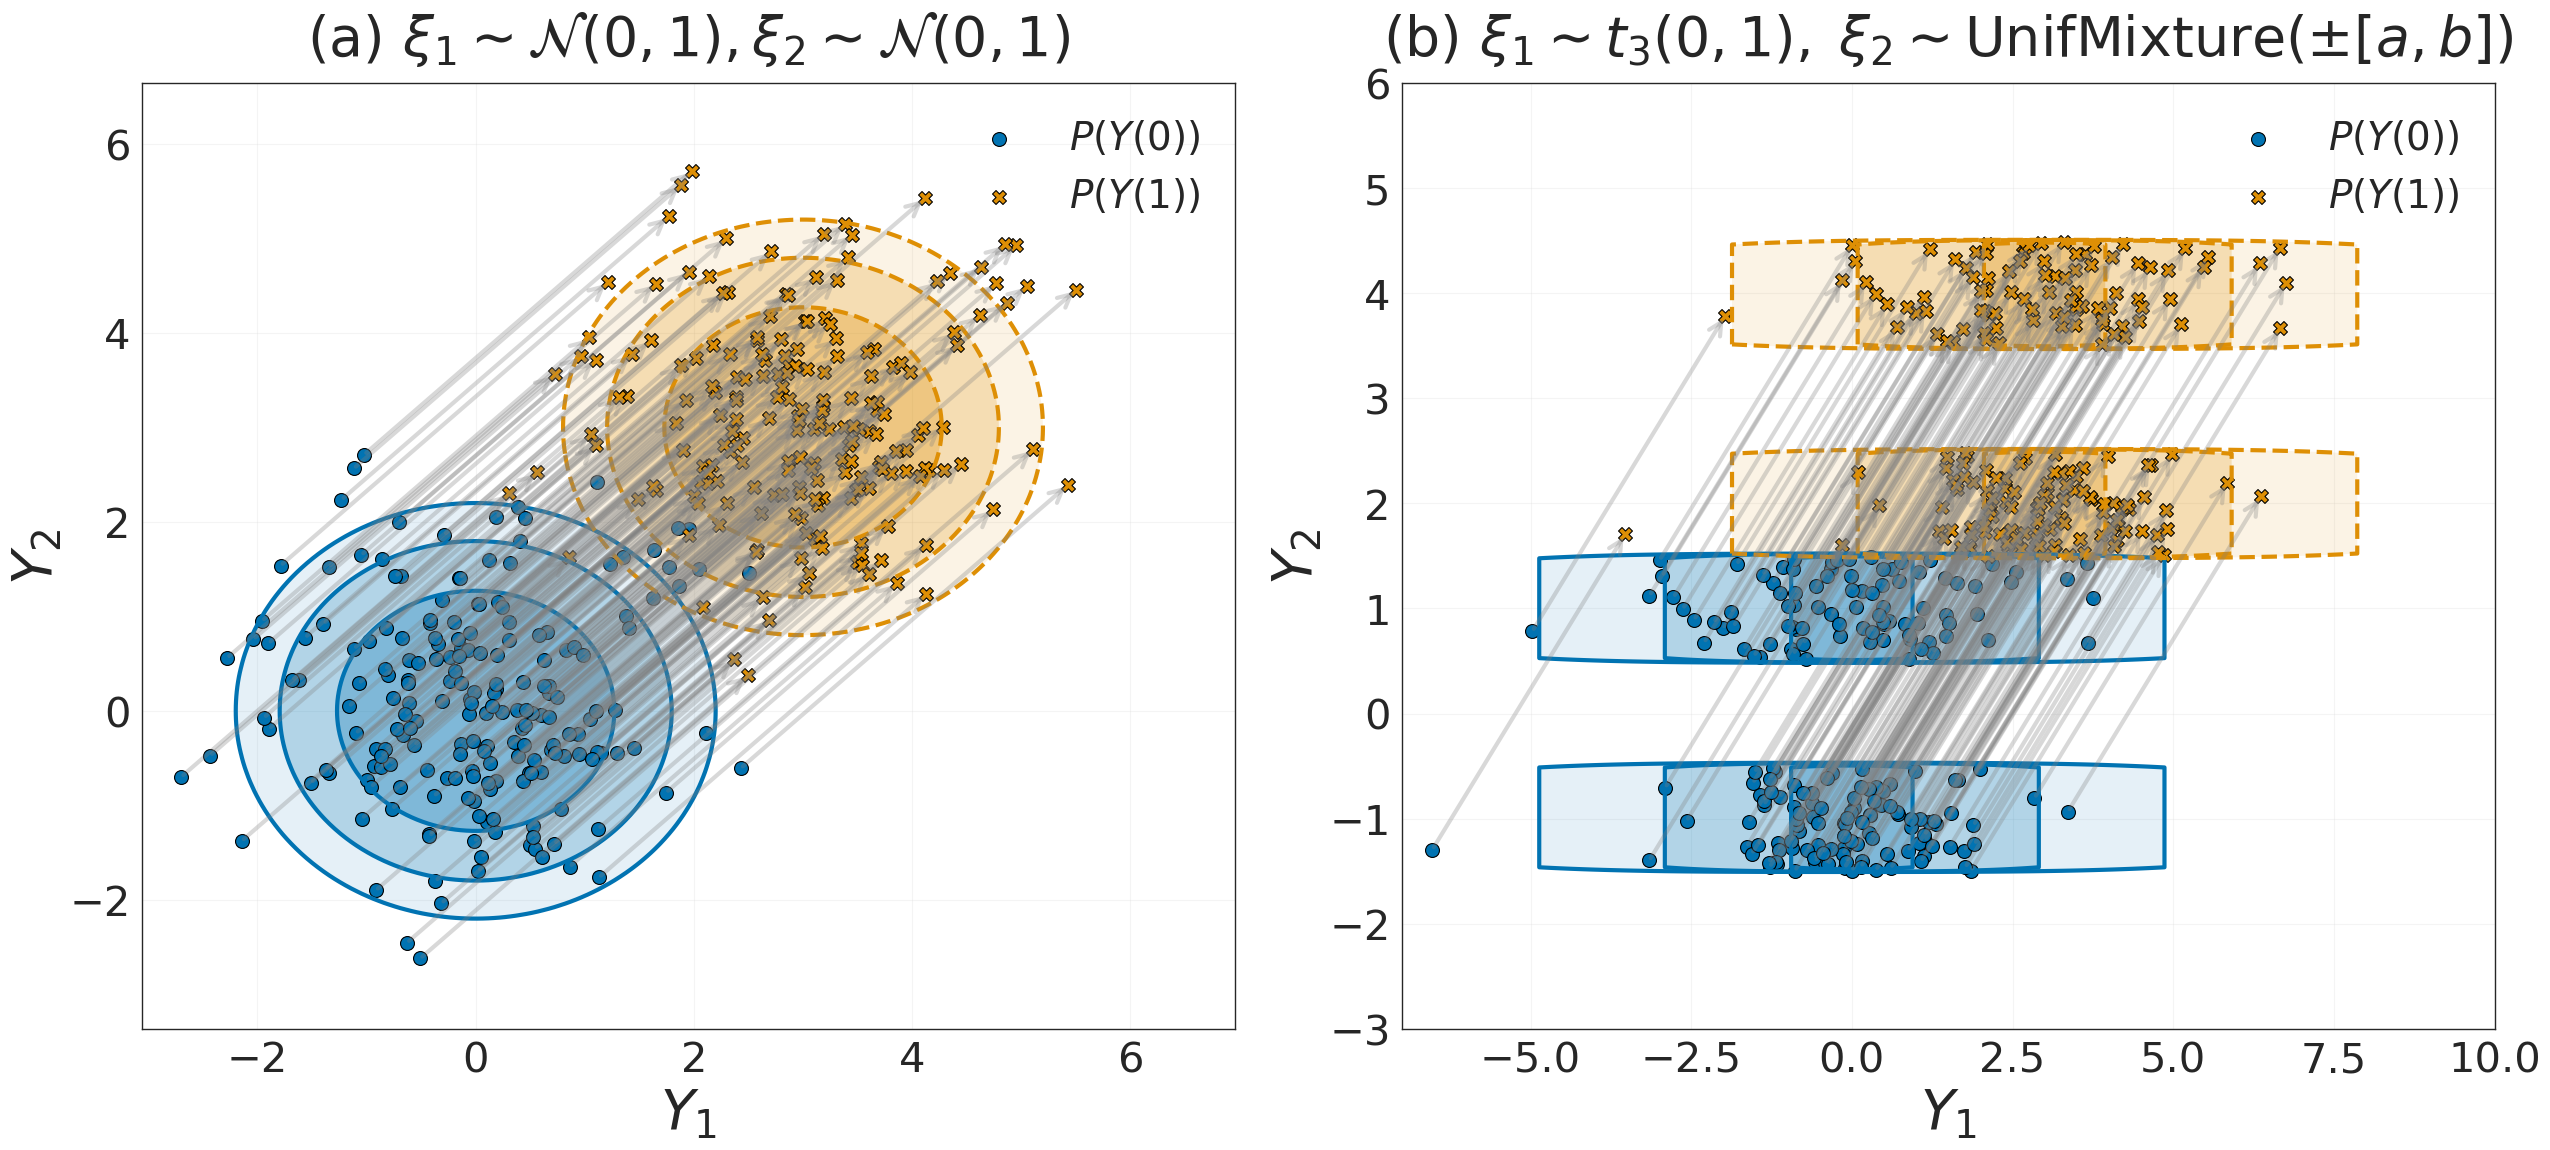 (a) ξ₁ ∼ 𝒩(0, 1), ξ₂ ∼ 𝒩(0, 1)
P(Y(0))
P(Y(1))
6
4
2
0
−2
Y₂
−2 0 2 4 6
Y₁
(b) ξ₁ ∼ t₃(0, 1), ξ₂ ∼ UnifMixture(±[a, b])
P(Y(0))
P(Y(1))
6
5
4
3
2
1
0
−1
−2
−3
Y₂
−5.0 −2.5 0.0 2.5 5.0 7.5 10.0
Y₁